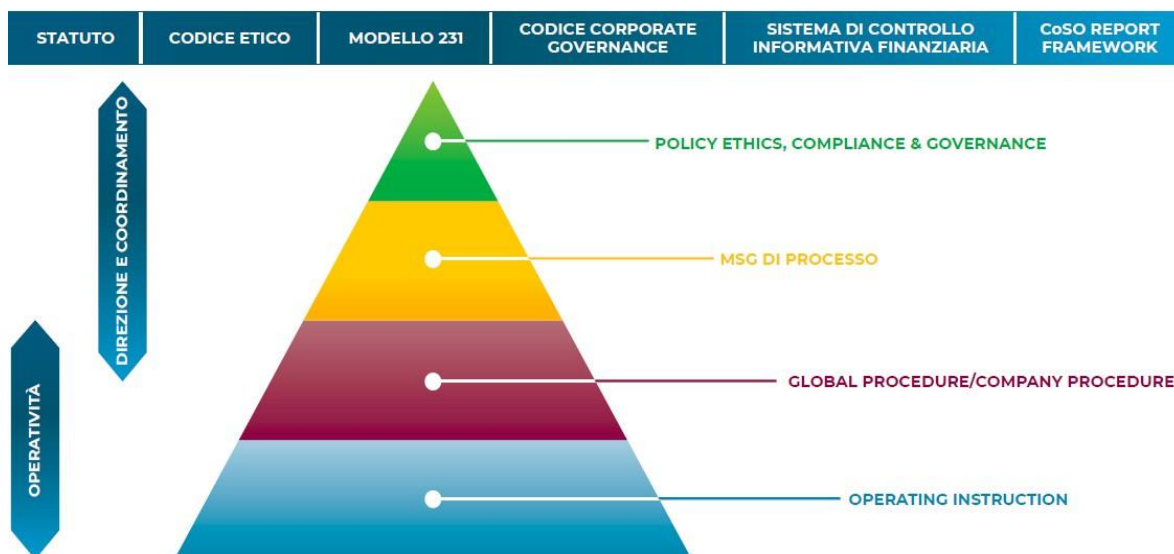 STATUTO
CODICE ETICO
MODELLO 231
CODICE CORPORATE
GOVERNANCE
SISTEMA DI CONTROLLO
INFORMATIVA FINANZIARIA
CoSO REPORT
FRAMEWORK
DIREZIONE E COORDINAMENTO
OPERATIVITÀ
POLICY ETHICS, COMPLIANCE & GOVERNANCE
MSG DI PROCESSO
GLOBAL PROCEDURE/COMPANY PROCEDURE
OPERATING INSTRUCTION